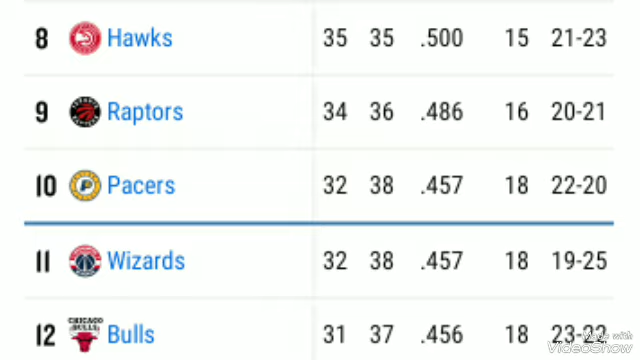 8 Hawks 35 35 .500 15 21-23
9 Raptors 34 36 .486 16 20-21
10 Pacers 32 38 .457 18 22-20
11 Wizards 32 38 .457 18 19-25
CHICAGO
BULLS
12 Bulls 31 37 .456 18 23-22
Made with
VideoShow